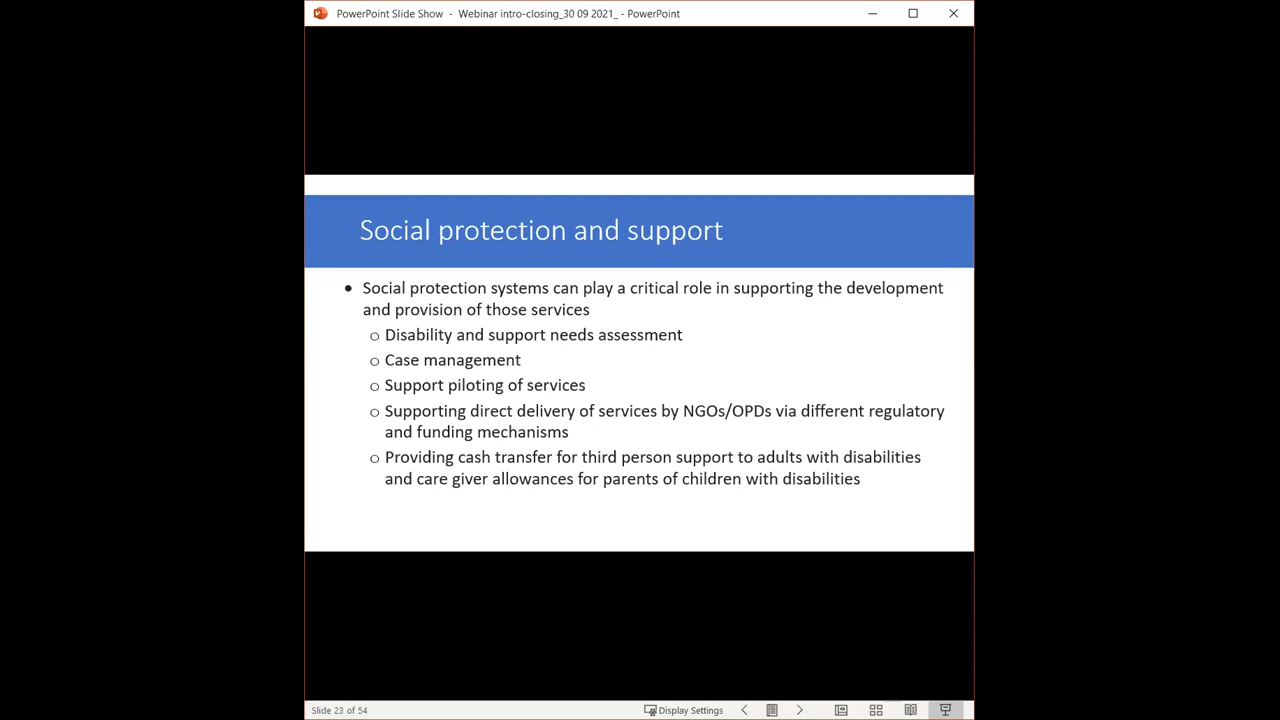 PowerPoint Slide Show - Webinar intro-closing_30 09 2021_ - PowerPoint
Social protection and support
• Social protection systems can play a critical role in supporting the development
and provision of those services
o Disability and support needs assessment
o Case management
o Support piloting of services
o Supporting direct delivery of services by NGOs/OPDs via different regulatory
and funding mechanisms
o Providing cash transfer for third person support to adults with disabilities
and care giver allowances for parents of children with disabilities
Slide 23 of 54
Display Settings